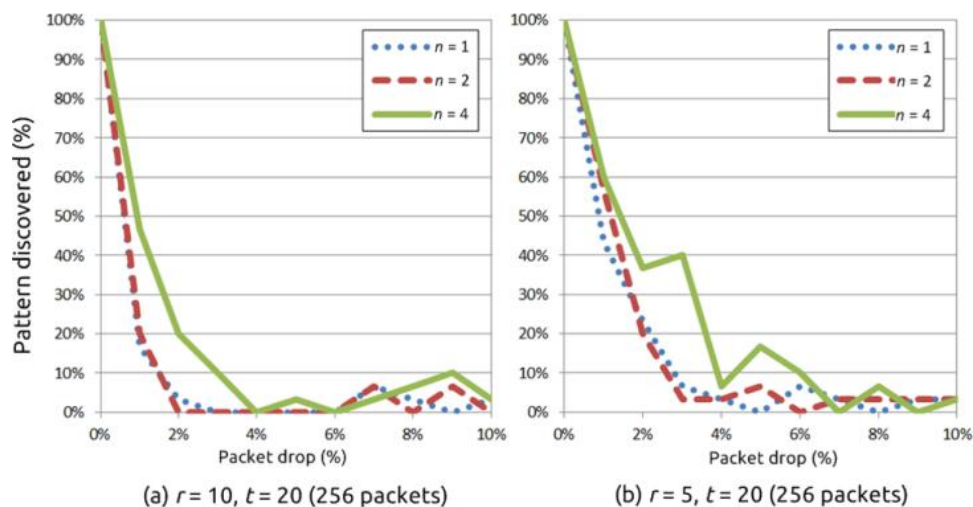 Pattern discovered (%)
100%
90%
80%
70%
60%
50%
40%
30%
20%
10%
0%
n = 1
n = 2
n = 4
0% 2% 4% 6% 8% 10%
Packet drop (%)
(a) r = 10, t = 20 (256 packets)
100%
90%
80%
70%
60%
50%
40%
30%
20%
10%
0%
n = 1
n = 2
n = 4
0% 2% 4% 6% 8% 10%
Packet drop (%)
(b) r = 5, t = 20 (256 packets)